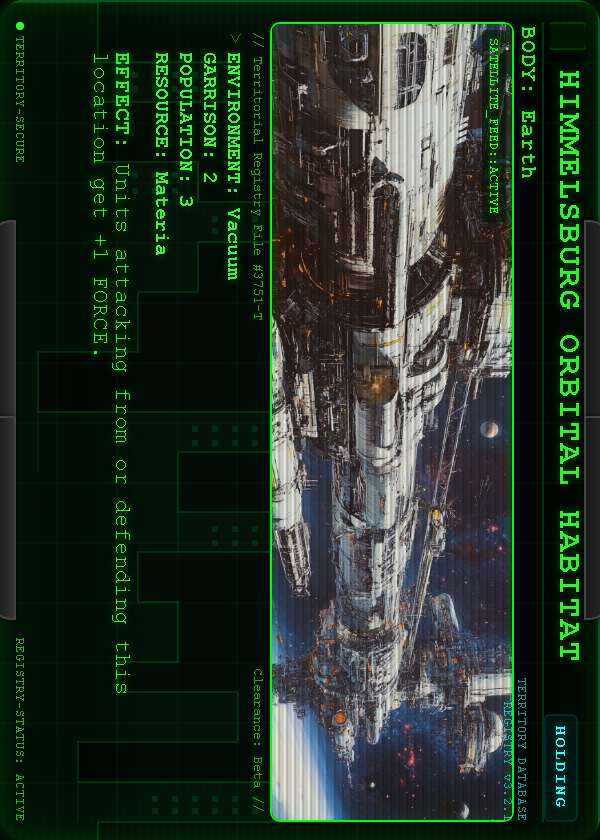 HIMMELSBURG ORBITAL HABITAT
HOLDING
BODY: Earth
TERRITORY DATABASE
REGISTRY v3.2.1
SATELLITE_FEED::ACTIVE
// Territorial Registry File #3751-T
Clearance: Beta //
> ENVIRONMENT: Vacuum
GARRISON: 2
POPULATION: 3
RESOURCE: Materia
EFFECT: Units attacking from or defending this
location get +1 FORCE.
● TERRITORY-SECURE
REGISTRY-STATUS: ACTIVE